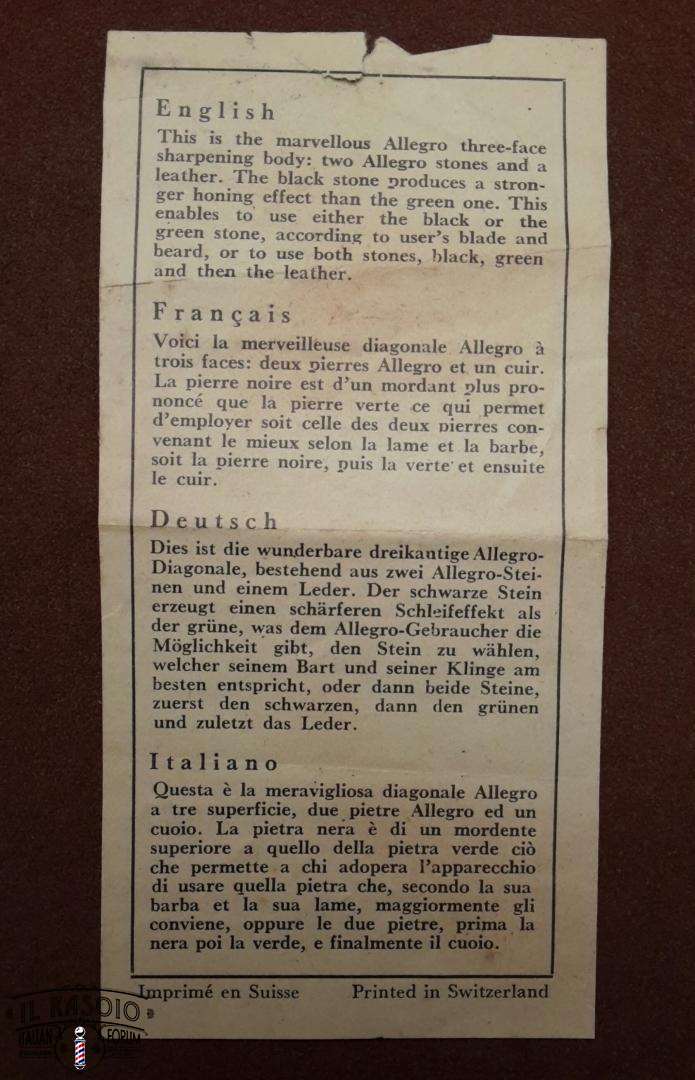 English
This is the marvellous Allegro three-face
sharpening body: two Allegro stones and a
leather. The black stone produces a stron-
ger honing effect than the green one. This
enables to use either the black or the
green stone, according to user's blade and
beard, or to use both stones, black, green
and then the leather.
Français
Voici la merveilleuse diagonale Allegro à
trois faces: deux pierres Allegro et un cuir.
La pierre noire est d'un mordant plus pro-
noncé que la pierre verte ce qui permet
d'employer soit celle des deux pierres con-
venant le mieux selon la lame et la barbe,
soit la pierre noire, puis la verte et ensuite
le cuir.
Deutsch
Dies ist die wunderbare dreikantige Allegro-
Diagonale, bestehend aus zwei Allegro-Stei-
nen und einem Leder. Der schwarze Stein
erzeugt einen schärferen Schleifeffekt als
der grüne, was dem Allegro-Gebraucher die
Möglichkeit gibt, den Stein zu wählen,
welcher seinem Bart und seiner Klinge am
besten entspricht, oder dann beide Steine,
zuerst den schwarzen, dann den grünen
und zuletzt das Leder.
Italiano
Questa è la meravigliosa diagonale Allegro
a tre superficie, due pietre Allegro ed un
cuoio. La pietra nera è di un mordente
superiore a quello della pietra verde ciò
che permette a chi adopera l'apparecchio
di usare quella pietra che, secondo la sua
barba et la sua lame, maggiormente gli
conviene, oppure le due pietre, prima la
nera poi la verde, e finalmente il cuoio.
Imprimé en Suisse Printed in Switzerland
IL RASOIO
ITALIAN FORUM